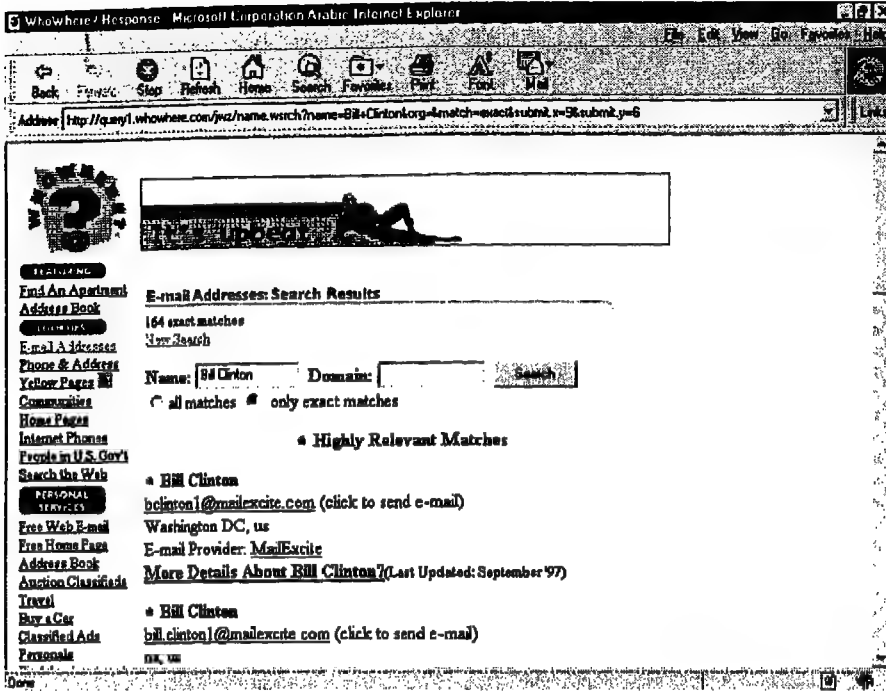 WhoWhere? Response - Microsoft Corporation Arabic Internet Explorer
File Edit View Go Favorites Help
Back Forward Stop Refresh Home Search Favorites Print Font Mail
Address http://query1.whowhere.com/jwz/name.wsrch?name=Bill+Clinton&org=&match=exact&submit.x=9&submit.y=6
Links
WHO WHERE?
FEATURING
Find An Apartment
Address Book
E-mail Addresses
Phone & Address
Yellow Pages
Communities
Home Pages
Internet Phones
People in U.S. Gov't
Search the Web
PERSONAL
SERVICES
Free Web E-mail
Free Home Page
Address Book
Auction Classifieds
Travel
Buy a Car
Classified Ads
Personals
E-mail Addresses: Search Results
164 exact matches
New Search
Name: Bill Clinton Domain: Search
all matches only exact matches
Highly Relevant Matches
Bill Clinton
bclinton1@mailexcite.com (click to send e-mail)
Washington DC, us
E-mail Provider: MailExcite
More Details About Bill Clinton?(Last Updated: September '97)
Bill Clinton
bill.clinton1@mailexcite.com (click to send e-mail)
na, us
Done